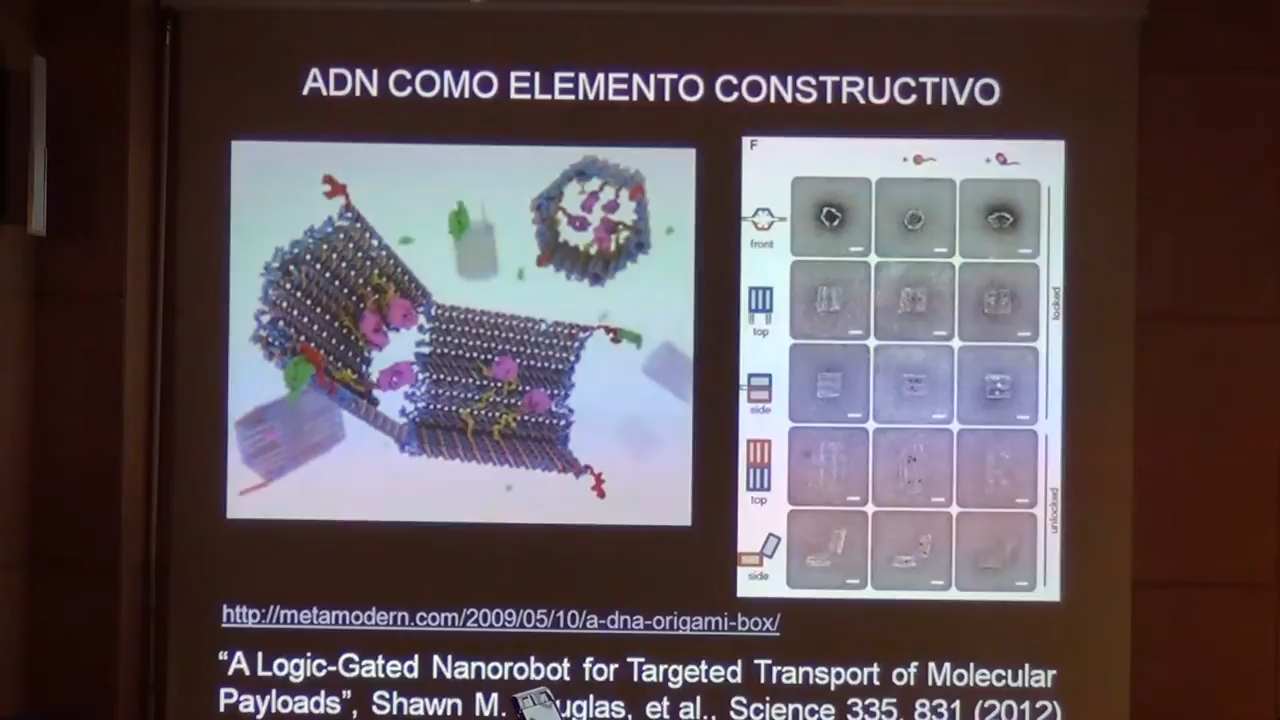 ADN COMO ELEMENTO CONSTRUCTIVO
F
front
top
side
top
side
locked
unlocked
http://metamodern.com/2009/05/10/a-dna-origami-box/
“A Logic-Gated Nanorobot for Targeted Transport of Molecular
Payloads”, Shawn M. uglas, et al., Science 335, 831 (2012)